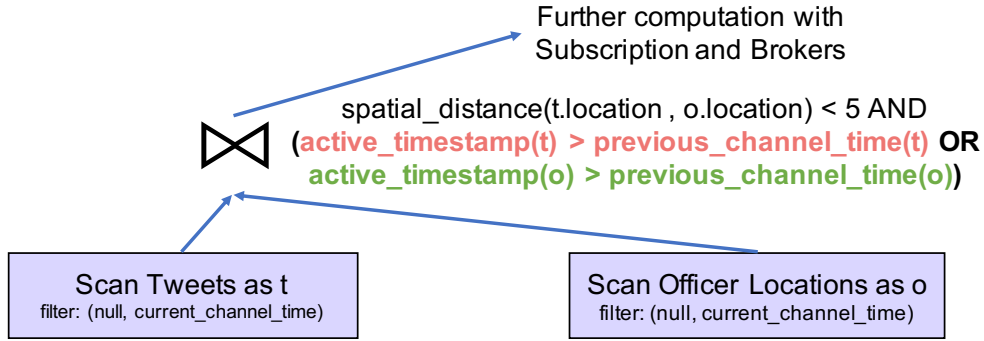 Further computation with
Subscription and Brokers
spatial_distance(t.location , o.location) < 5 AND
(active_timestamp(t) > previous_channel_time(t) OR
active_timestamp(o) > previous_channel_time(o))
Scan Tweets as t
filter: (null, current_channel_time)
Scan Officer Locations as o
filter: (null, current_channel_time)